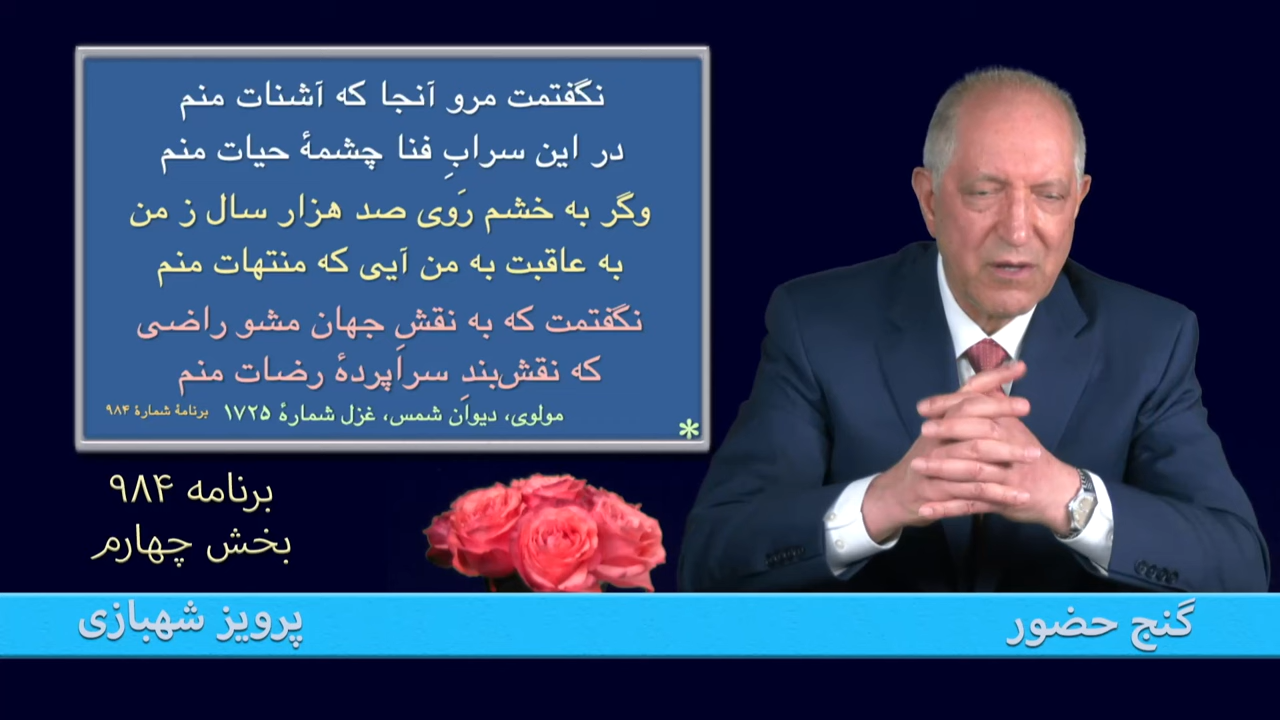 نگفتمت مرو آنجا که آشنات منم
در این سرابِ فنا چشمهٔ حیات منم
وگر به خشم رَوی صد هزار سال ز من
به عاقبت به من آیی که منتهات منم
نگفتمت که به نقشِ جهان مشو راضی
که نقش‌بندِ سراپردهٔ رضات منم
مولوی، دیوان شمس، غزل شمارهٔ ۱۷۲۵ برنامهٔ شمارهٔ ۹۸۴
*
برنامه ۹۸۴
بخش چهارم
گنج حضور
پرویز شهبازی